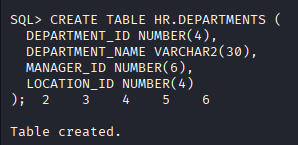 SQL> CREATE TABLE HR.DEPARTMENTS (
  DEPARTMENT_ID NUMBER(4),
  DEPARTMENT_NAME VARCHAR2(30),
  MANAGER_ID NUMBER(6),
  LOCATION_ID NUMBER(4)
);  2    3    4    5    6

Table created.